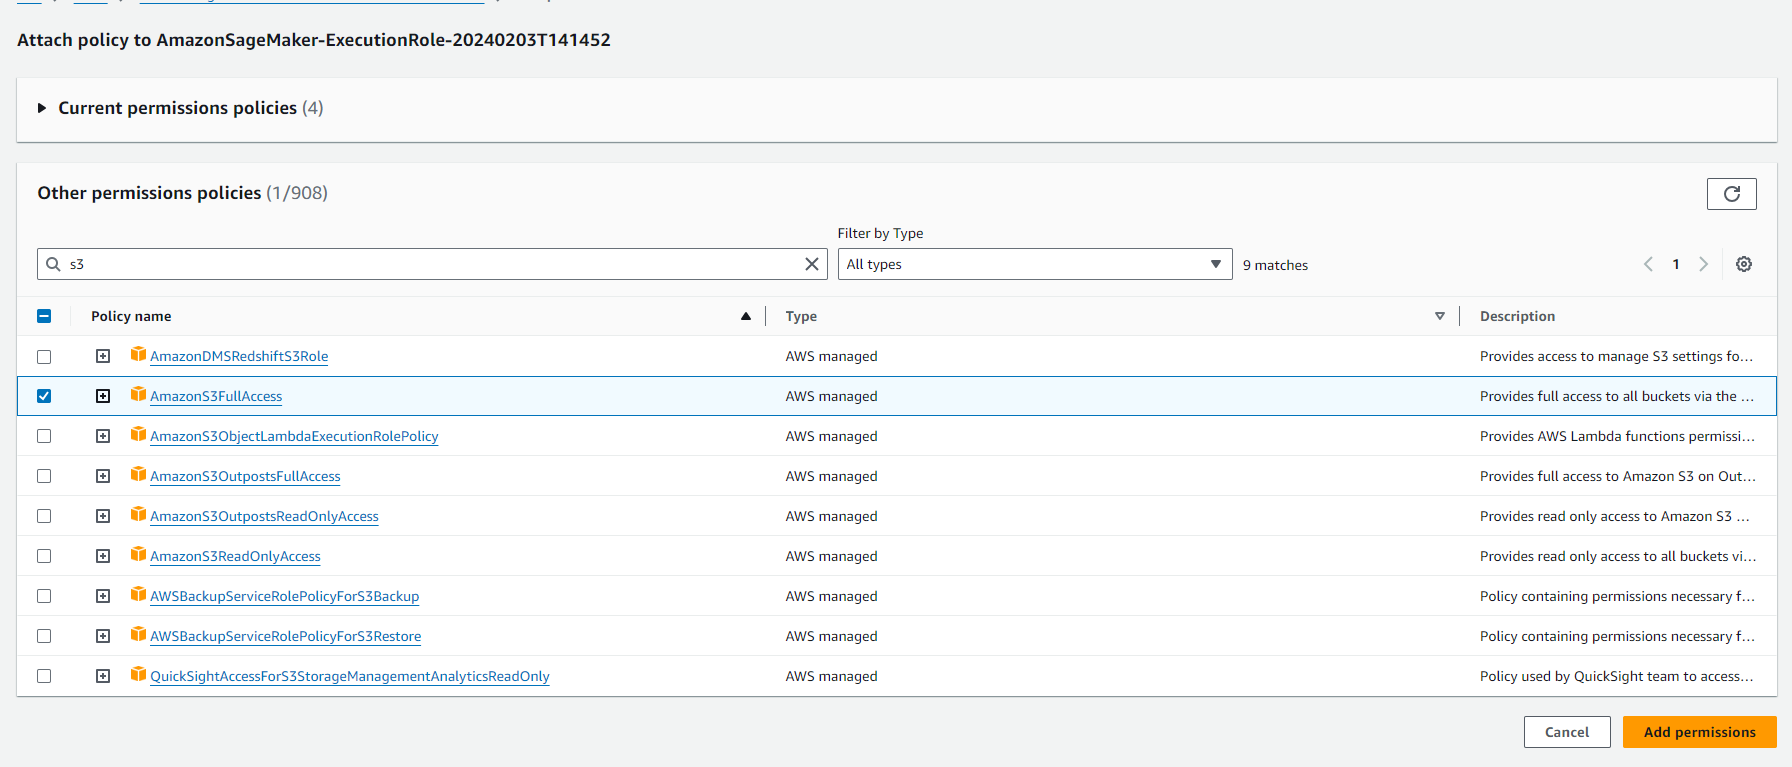 Attach policy to AmazonSageMaker-ExecutionRole-20240203T141452
Current permissions policies (4)
Other permissions policies (1/908)
Filter by Type
s3
All types
9 matches
1
Policy name Type Description
AmazonDMSRedshiftS3Role AWS managed Provides access to manage S3 settings fo...
AmazonS3FullAccess AWS managed Provides full access to all buckets via the ...
AmazonS3ObjectLambdaExecutionRolePolicy AWS managed Provides AWS Lambda functions permissi...
AmazonS3OutpostsFullAccess AWS managed Provides full access to Amazon S3 on Out...
AmazonS3OutpostsReadOnlyAccess AWS managed Provides read only access to Amazon S3 ...
AmazonS3ReadOnlyAccess AWS managed Provides read only access to all buckets vi...
AWSBackupServiceRolePolicyForS3Backup AWS managed Policy containing permissions necessary f...
AWSBackupServiceRolePolicyForS3Restore AWS managed Policy containing permissions necessary f...
QuickSightAccessForS3StorageManagementAnalyticsReadOnly AWS managed Policy used by QuickSight team to access...
Cancel Add permissions